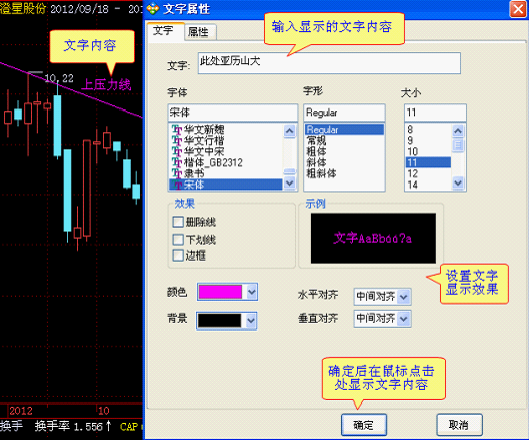 澄星股份 2012/09/18 - 201
文字属性
文字
属性
输入显示的文字内容
文字内容
10.22
上压力线
文字:
此处亚历山大
字体
字形
大小
宋体
Regular
11
华文新魏
华文行楷
华文中宋
楷体_GB2312
隶书
宋体
Regular
常规
粗体
斜体
粗斜体
8
9
10
11
12
14
效果
删除线
下划线
边框
示例
文字AaBbóò?a
设置文字
显示效果
颜色
背景
水平对齐
中间对齐
垂直对齐
中间对齐
确定后在鼠标点击
处显示文字内容
2012
10
换手 换手率 1.556↑ CAP
确定
取消